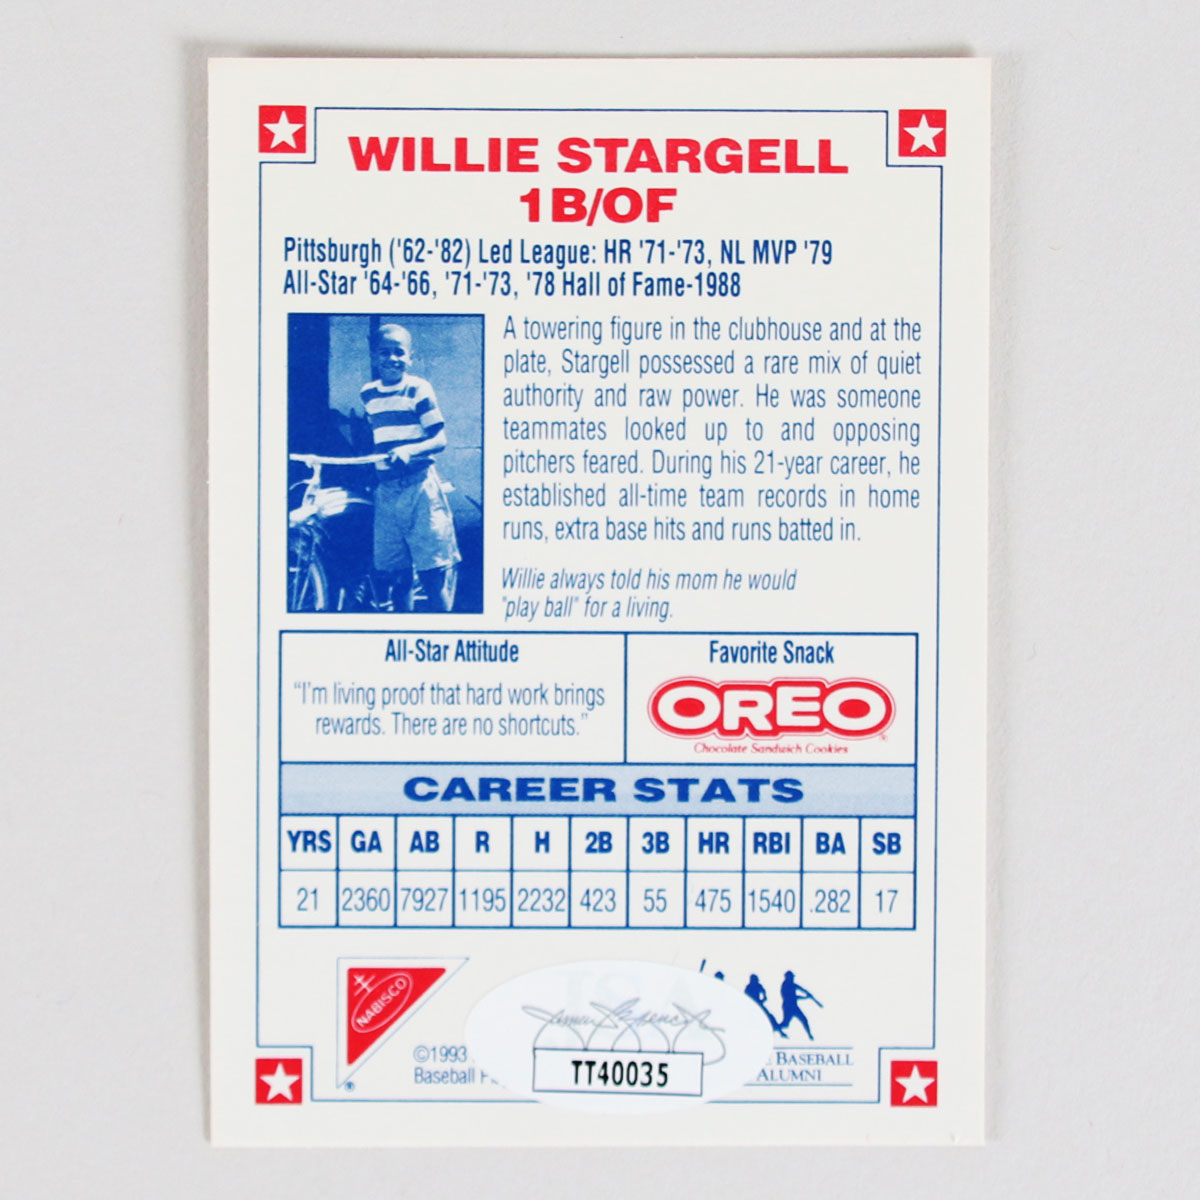 WILLIE STARGELL
1B/OF
Pittsburgh ('62-'82) Led League: HR '71-'73, NL MVP '79
All-Star '64-'66, '71-'73, '78 Hall of Fame-1988
A towering figure in the clubhouse and at the
plate, Stargell possessed a rare mix of quiet
authority and raw power. He was someone
teammates looked up to and opposing
pitchers feared. During his 21-year career, he
established all-time team records in home
runs, extra base hits and runs batted in.
Willie always told his mom he would
"play ball" for a living.
All-Star Attitude
"I'm living proof that hard work brings
rewards. There are no shortcuts."
Favorite Snack
OREO
Chocolate Sandwich Cookies
CAREER STATS
YRS GA AB R H 2B 3B HR RBI BA SB
21 2360 7927 1195 2232 423 55 475 1540 .282 17
NABISCO
©1993
Baseball
TT40035
BASEBALL
ALUMNI